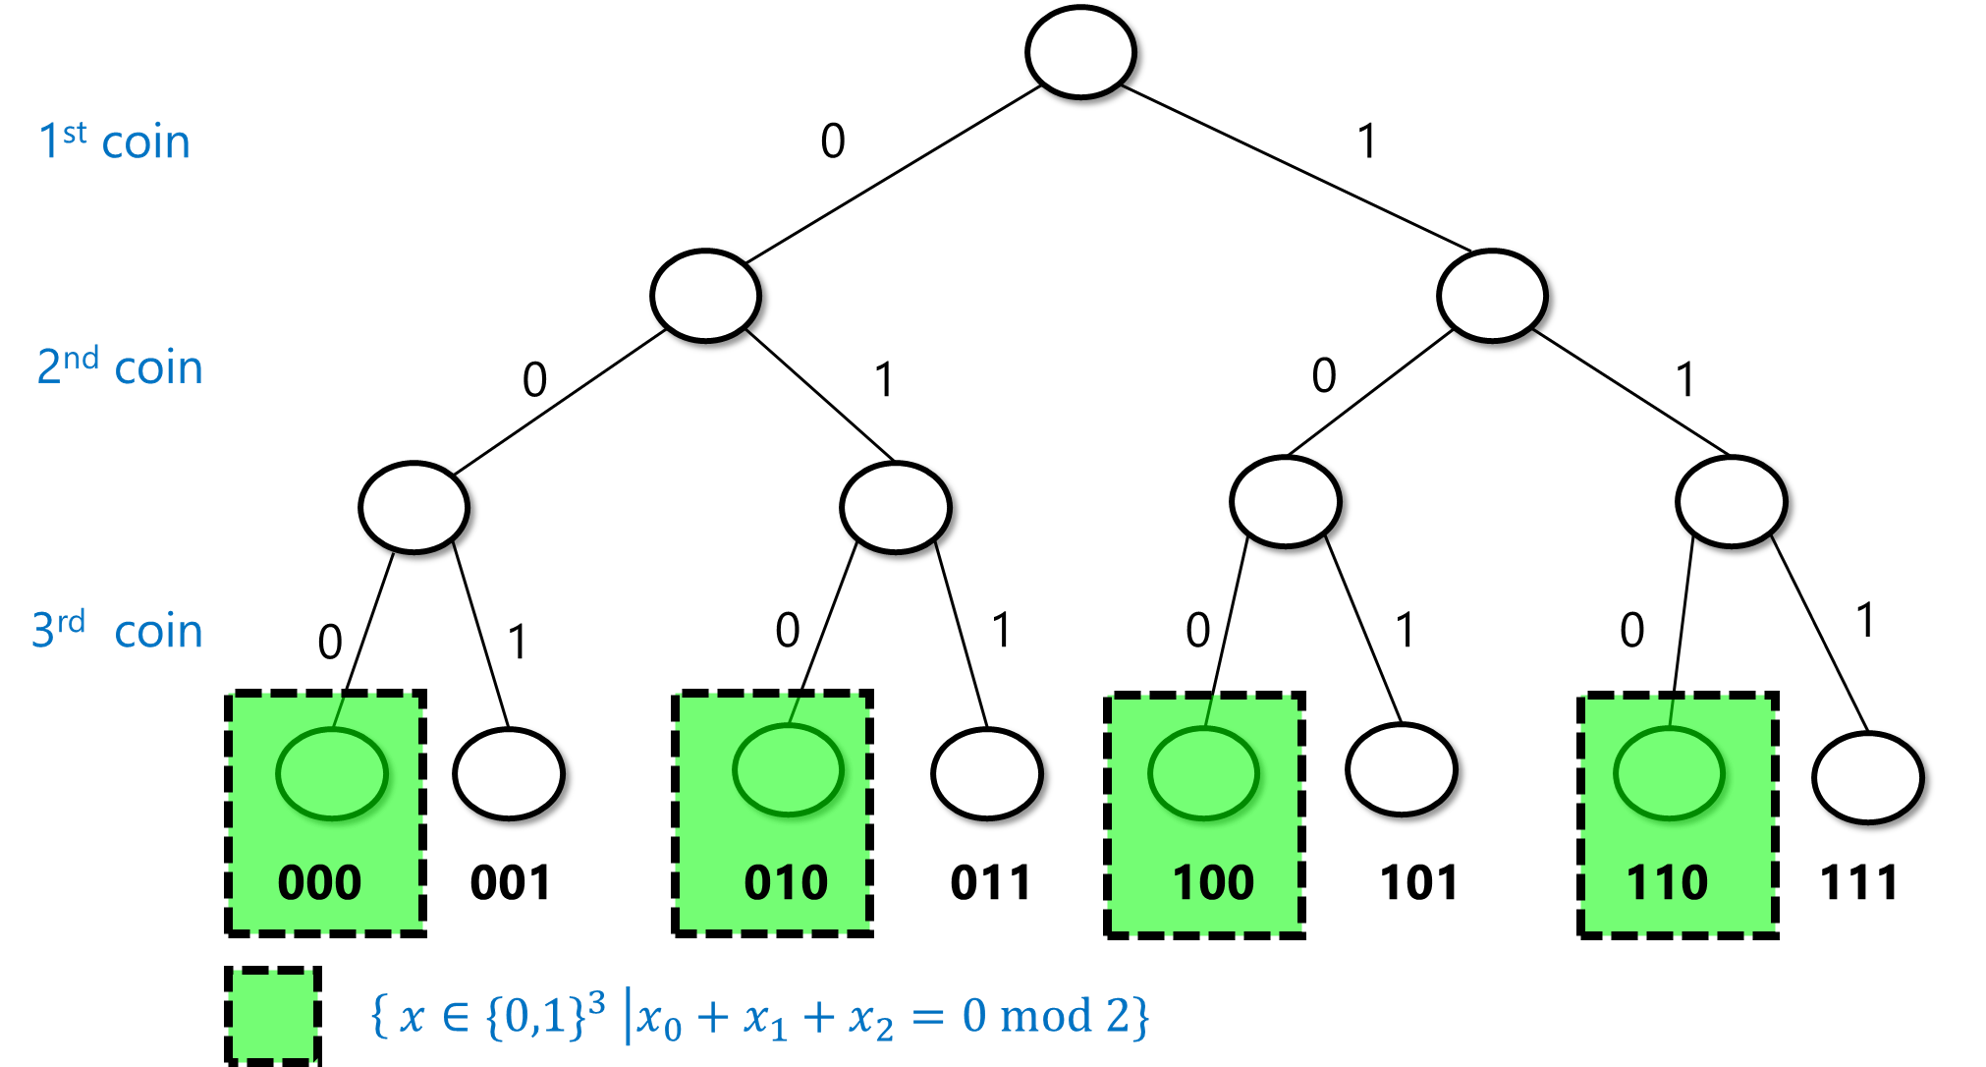 1st coin 0 1
2nd coin 0 1 0 1
3rd coin 0 1 0 1 0 1 0 1
000 001 010 011 100 101 110 111
{ x ∈ {0,1}³ | x₀ + x₁ + x₂ = 0 mod 2}